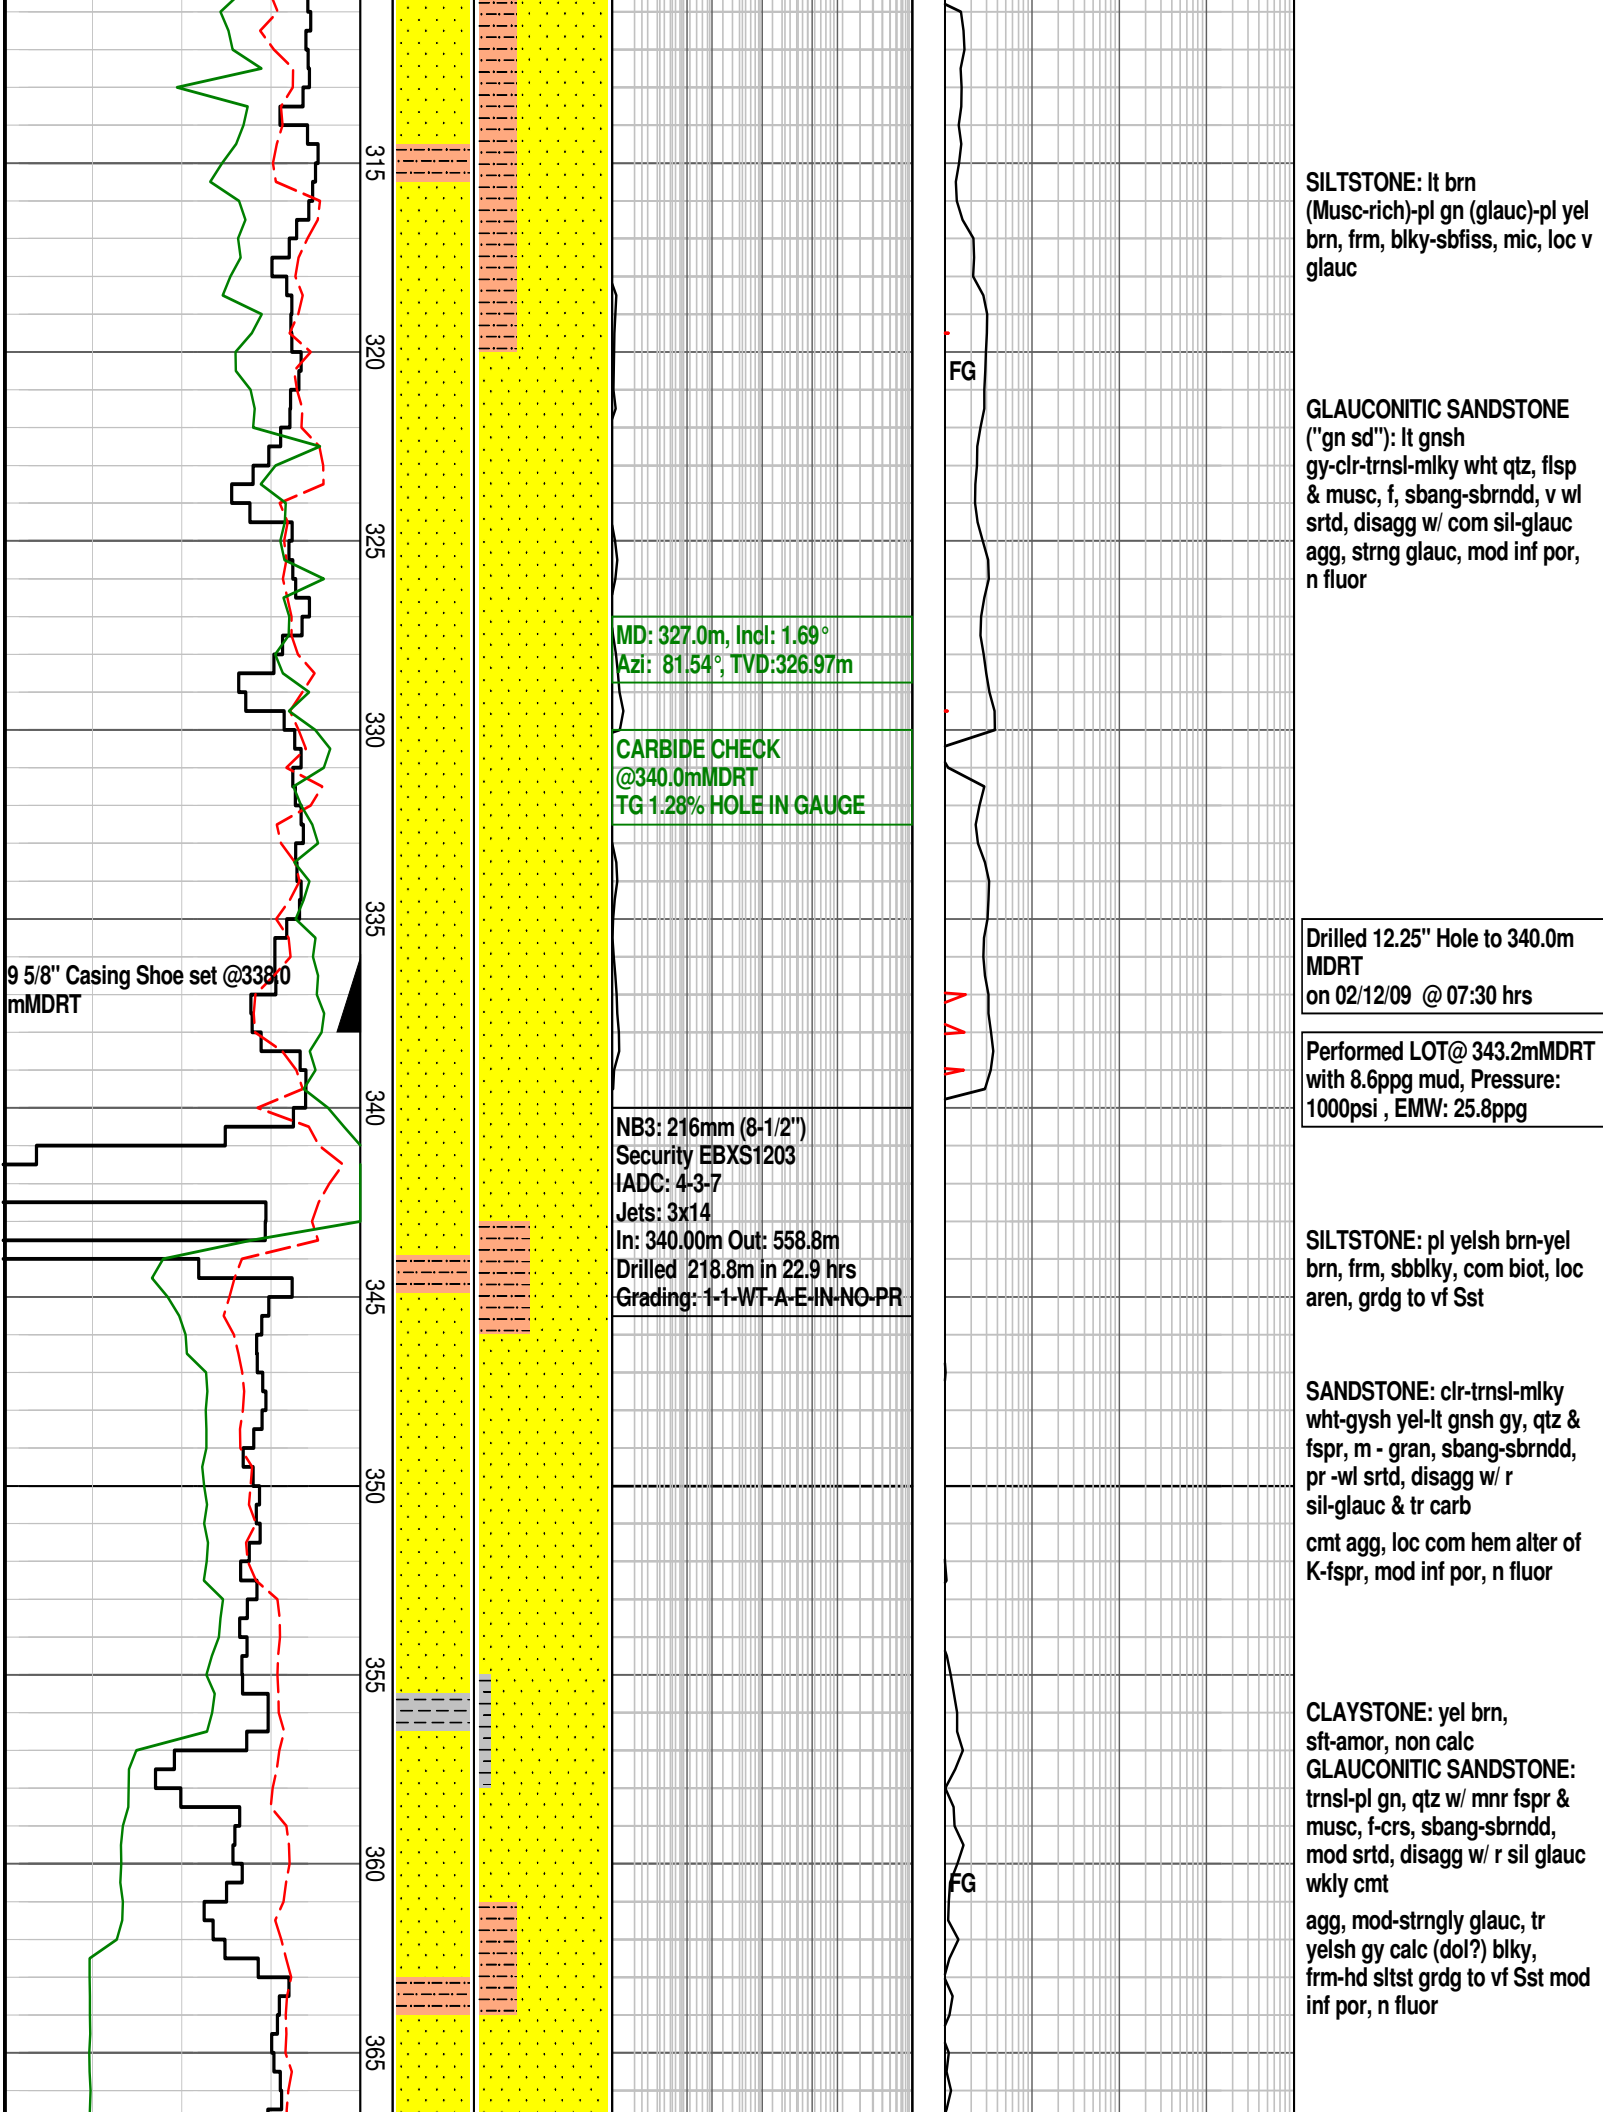 315
320
325
330
335
340
345
350
355
360
365
9 5/8" Casing Shoe set @338.0
mMDRT
MD: 327.0m, Incl: 1.69°
Azi: 81.54°, TVD:326.97m
CARBIDE CHECK
@340.0mMDRT
TG 1.28% HOLE IN GAUGE
NB3: 216mm (8-1/2")
Security EBXS1203
IADC: 4-3-7
Jets: 3x14
In: 340.00m Out: 558.8m
Drilled 218.8m in 22.9 hrs
Grading: 1-1-WT-A-E-IN-NO-PR
FG
FG
SILTSTONE: lt brn
(Musc-rich)-pl gn (glauc)-pl yel
brn, frm, blky-sbfiss, mic, loc v
glauc
GLAUCONITIC SANDSTONE
("gn sd"): lt gnsh
gy-clr-trnsl-mlky wht qtz, flsp
& musc, f, sbang-sbrndd, v wl
srtd, disagg w/ com sil-glauc
agg, strng glauc, mod inf por,
n fluor
Drilled 12.25" Hole to 340.0m
MDRT
on 02/12/09 @ 07:30 hrs
Performed LOT@ 343.2mMDRT
with 8.6ppg mud, Pressure:
1000psi , EMW: 25.8ppg
SILTSTONE: pl yelsh brn-yel
brn, frm, sbblky, com biot, loc
aren, grdg to vf Sst
SANDSTONE: clr-trnsl-mlky
wht-gysh yel-lt gnsh gy, qtz &
fspr, m - gran, sbang-sbrndd,
pr -wl srtd, disagg w/ r
sil-glauc & tr carb
cmt agg, loc com hem alter of
K-fspr, mod inf por, n fluor
CLAYSTONE: yel brn,
sft-amor, non calc
GLAUCONITIC SANDSTONE:
trnsl-pl gn, qtz w/ mnr fspr &
musc, f-crs, sbang-sbrndd,
mod srtd, disagg w/ r sil glauc
wkly cmt
agg, mod-strngly glauc, tr
yelsh gy calc (dol?) blky,
frm-hd sltst grdg to vf Sst mod
inf por, n fluor